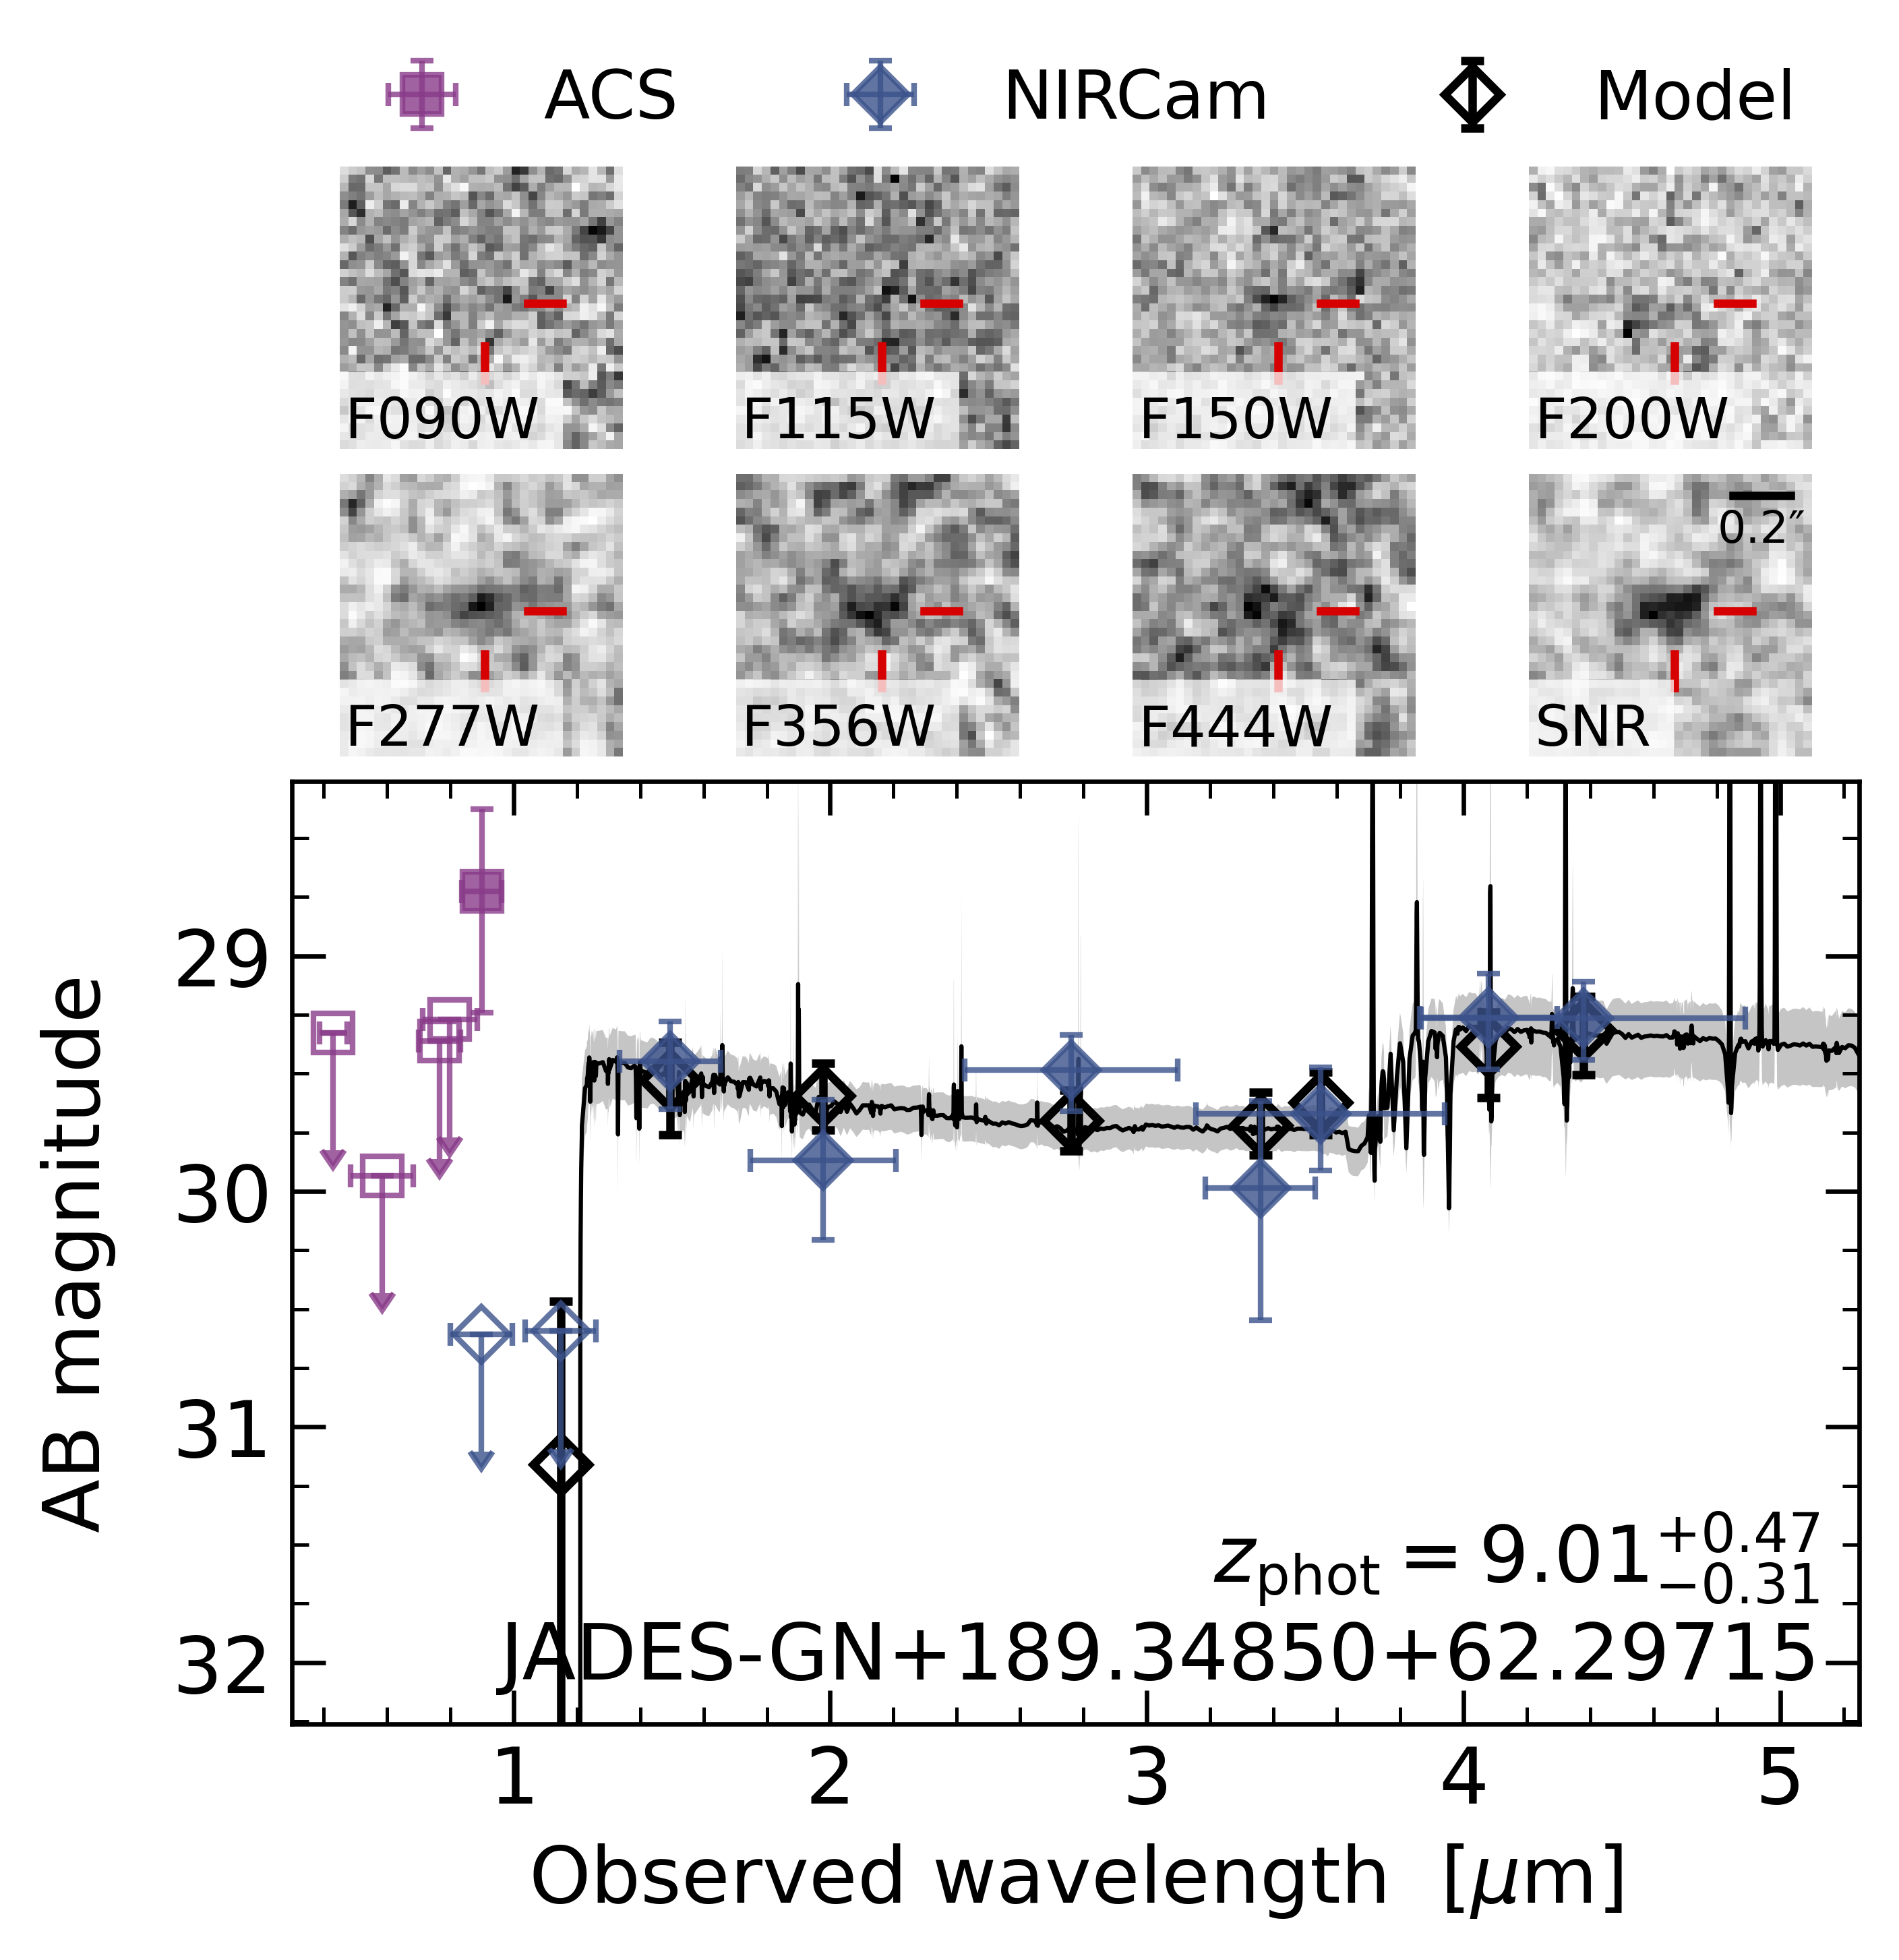 ACS NIRCam Model
F090W F115W F150W F200W
0.2″
F277W F356W F444W SNR
29
30
31
32
AB magnitude
z_phot = 9.01 +0.47 −0.31
JADES-GN+189.34850+62.29715
1 2 3 4 5
Observed wavelength [μm]